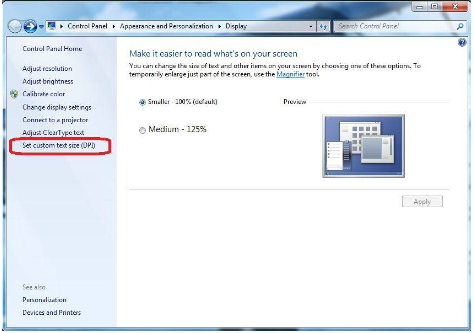 Control Panel ▸ Appearance and Personalization ▸ Display
Search Control Panel
Control Panel Home
Adjust resolution
Adjust brightness
Calibrate color
Change display settings
Connect to a projector
Adjust ClearType text
Set custom text size (DPI)
See also
Personalization
Devices and Printers
Make it easier to read what's on your screen
You can change the size of text and other items on your screen by choosing one of these options. To
temporarily enlarge just part of the screen, use the Magnifier tool.
Smaller - 100% (default)
Preview
Medium - 125%
Apply